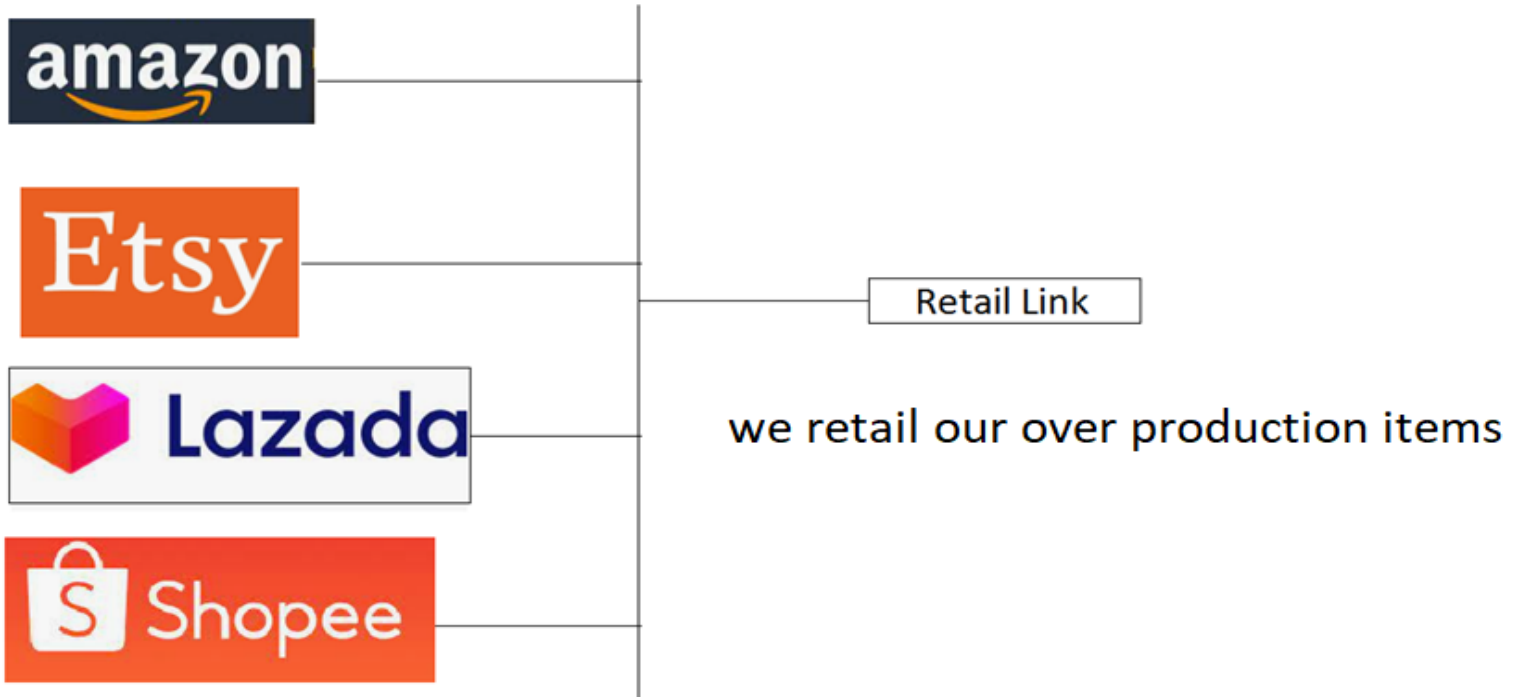 amazon
Etsy
Retail Link
Lazada
we retail our over production items
S Shopee